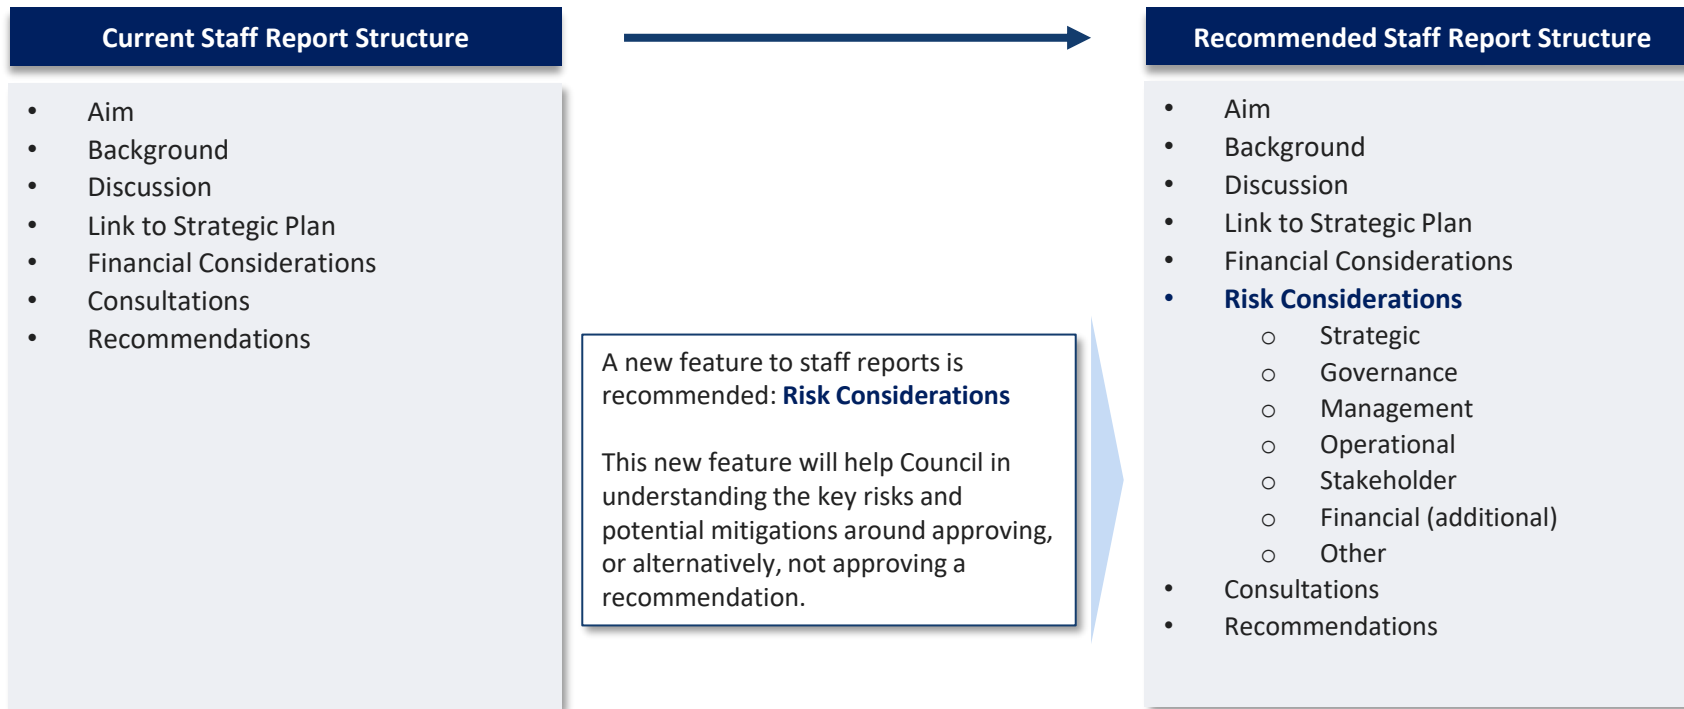 Current Staff Report Structure
• Aim
• Background
• Discussion
• Link to Strategic Plan
• Financial Considerations
• Consultations
• Recommendations
A new feature to staff reports is
recommended: Risk Considerations
This new feature will help Council in
understanding the key risks and
potential mitigations around approving,
or alternatively, not approving a
recommendation.
Recommended Staff Report Structure
• Aim
• Background
• Discussion
• Link to Strategic Plan
• Financial Considerations
• Risk Considerations
o Strategic
o Governance
o Management
o Operational
o Stakeholder
o Financial (additional)
o Other
• Consultations
• Recommendations